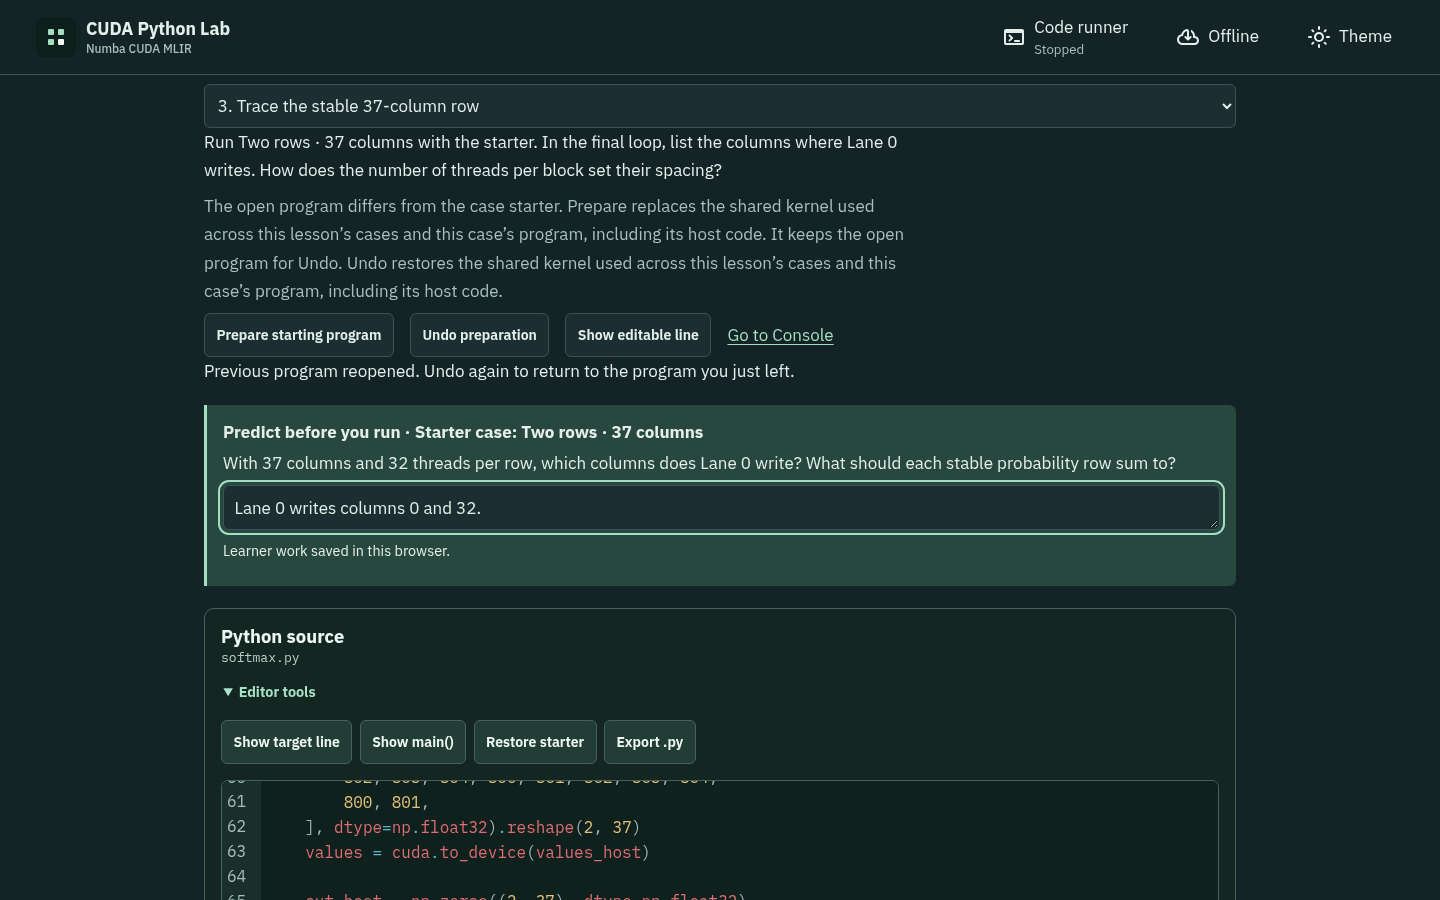 CUDA Python Lab
Numba CUDA MLIR
Code runner
Stopped
Offline
Theme
3. Trace the stable 37-column row
Run Two rows · 37 columns with the starter. In the final loop, list the columns where Lane 0
writes. How does the number of threads per block set their spacing?
The open program differs from the case starter. Prepare replaces the shared kernel used
across this lesson’s cases and this case’s program, including its host code. It keeps the open
program for Undo. Undo restores the shared kernel used across this lesson’s cases and this
case’s program, including its host code.
Prepare starting program
Undo preparation
Show editable line
Go to Console
Previous program reopened. Undo again to return to the program you just left.
Predict before you run · Starter case: Two rows · 37 columns
With 37 columns and 32 threads per row, which columns does Lane 0 write? What should each stable probability row sum to?
Lane 0 writes columns 0 and 32.
Learner work saved in this browser.
Python source
softmax.py
▼ Editor tools
Show target line
Show main()
Restore starter
Export .py
61 800, 801,
62 ], dtype=np.float32).reshape(2, 37)
63 values = cuda.to_device(values_host)
64
65 out_host = np.zeros((2, 37), dtype=np.float32)